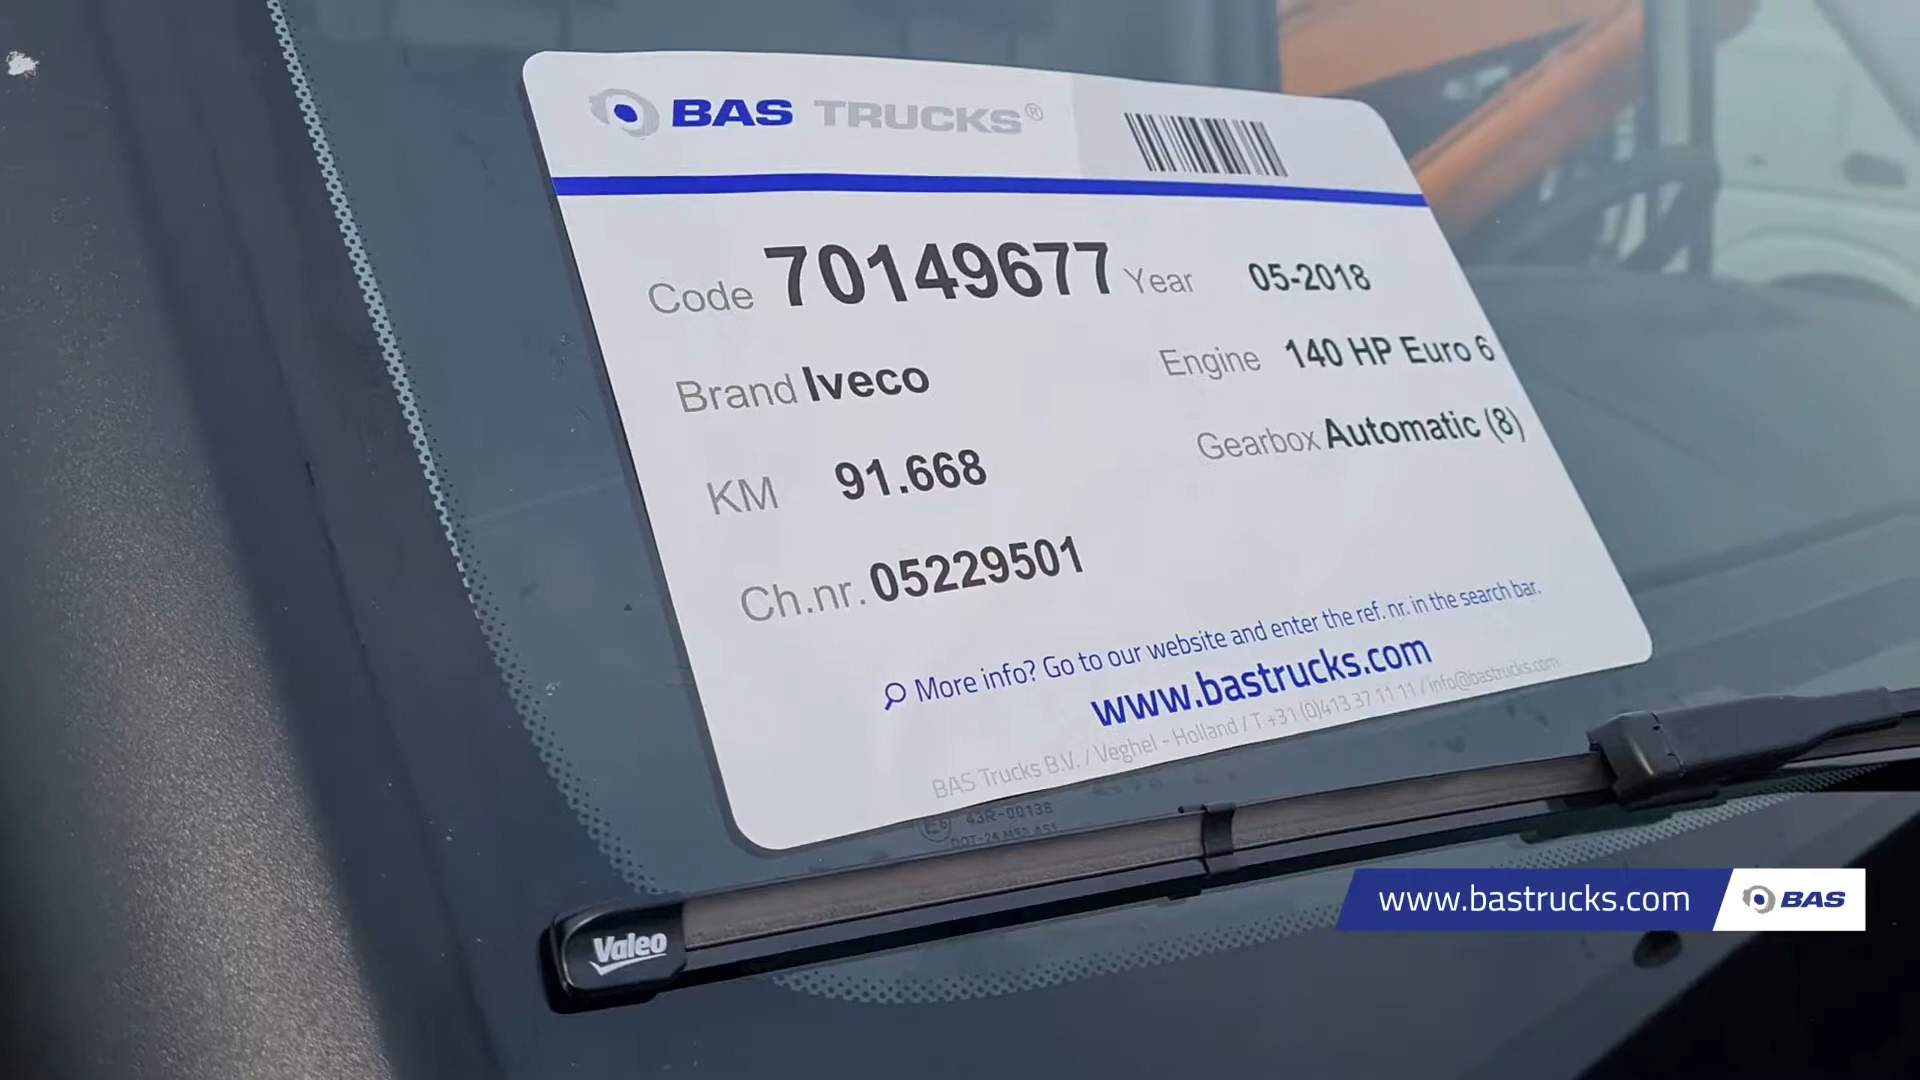 BAS TRUCKS®
Code 70149677 Year 05-2018
Brand Iveco Engine 140 HP Euro 6
KM 91.668 Gearbox Automatic (8)
Ch.nr. 05229501
More info? Go to our website and enter the ref. nr. in the search bar.
www.bastrucks.com
BAS Trucks B.V. / Veghel - Holland / T +31 (0)413 37 11 11 / info@bastrucks.com
43R-00138
Valeo
www.bastrucks.com BAS